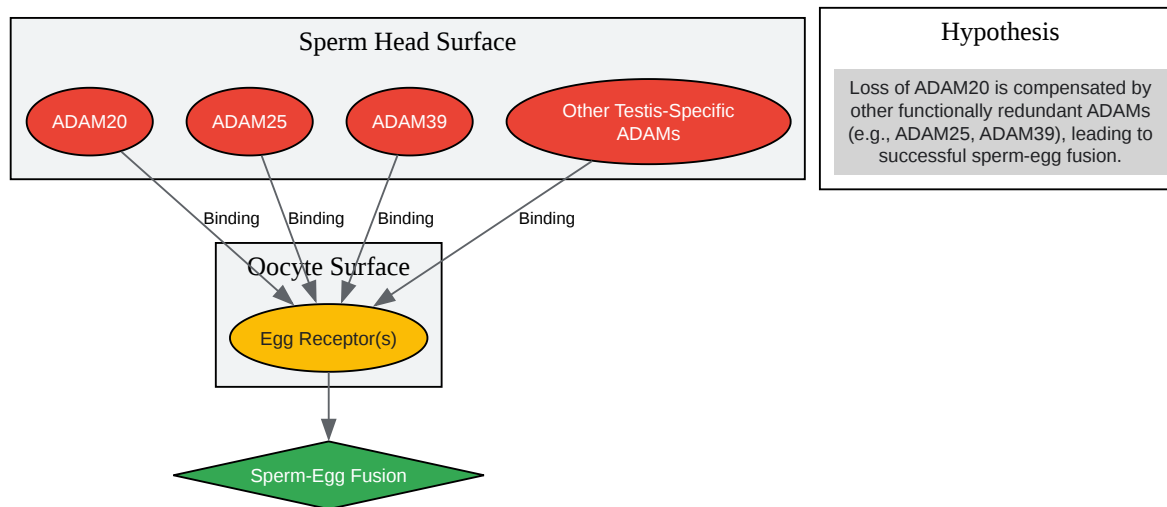 Sperm Head Surface
Hypothesis
ADAM20
ADAM25
ADAM39
Other Testis-Specific
ADAMs
Loss of ADAM20 is compensated by
other functionally redundant ADAMs
(e.g., ADAM25, ADAM39), leading to
successful sperm-egg fusion.
Binding
Binding
Binding
Binding
Oocyte Surface
Egg Receptor(s)
Sperm-Egg Fusion